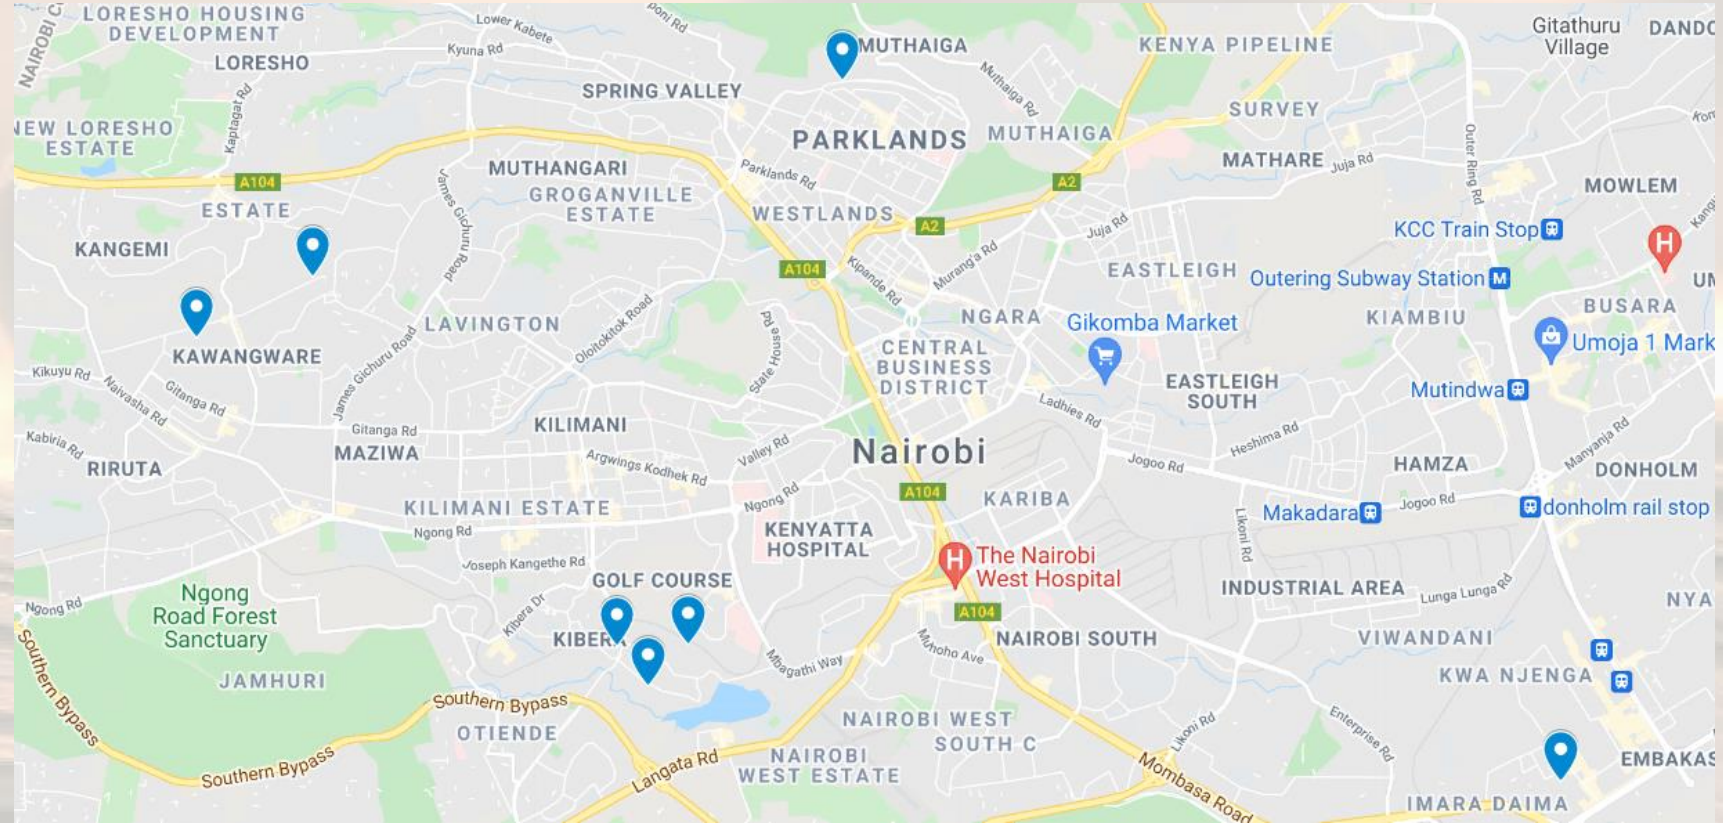 LORESHO HOUSING
DEVELOPMENT
NAIROBI
Lower Kabete
poni Rd
Kyuna Rd
LORESHO
MUTHAIGA
KENYA PIPELINE
Gitathuru
Village
DANDO
Kaptagat Rd
SPRING VALLEY
Muthaiga Rd
SURVEY
NEW LORESHO
ESTATE
PARKLANDS
MUTHAIGA
Outer Ring Rd
MUTHANGARI
Parklands Rd
MATHARE
Juja Rd
A104
A2
MOWLEM
James Gichuru Road
GROGANVILLE
ESTATE
ESTATE
WESTLANDS
A2
Juja Rd
KCC Train Stop
H
KANGEMI
A104
Kipande Rd
Murang'a Rd
EASTLEIGH
Outering Subway Station
M
UM
LAVINGTON
Oloitokitok Road
State House Rd
NGARA
Gikomba Market
KIAMBIU
BUSARA
KAWANGWARE
CENTRAL
BUSINESS
DISTRICT
Umoja 1 Mark
Kikuyu Rd
Naivasha Rd
Gitanga Rd
James Gichuru Road
EASTLEIGH
SOUTH
Mutindwa
Ladhies Rd
Kabiria Rd
Gitanga Rd
KILIMANI
Valley Rd
Nairobi
Heshima Rd
Manyanja Rd
RIRUTA
MAZIWA
Argwings Kodhek Rd
Jogoo Rd
HAMZA
DONHOLM
A104
KARIBA
KILIMANI ESTATE
Ngong Rd
Makadara
Jogoo Rd
donholm rail stop
Ngong Rd
KENYATTA
HOSPITAL
Likoni Rd
Joseph Kangethe Rd
H
The Nairobi
West Hospital
GOLF COURSE
INDUSTRIAL AREA
Lunga Lunga Rd
NYA
Ngong Rd
Ngong
Road Forest
Sanctuary
Kibera Dr
A104
KIBERA
Muhoho Ave
NAIROBI SOUTH
VIWANDANI
Southern Bypass
Mbagathi Way
KWA NJENGA
JAMHURI
Southern Bypass
OTIENDE
NAIROBI WEST
SOUTH C
Likoni Rd
Enterprise Rd
Southern Bypass
Langata Rd
NAIROBI
WEST ESTATE
Mombasa Road
EMBAKAS
IMARA DAIMA